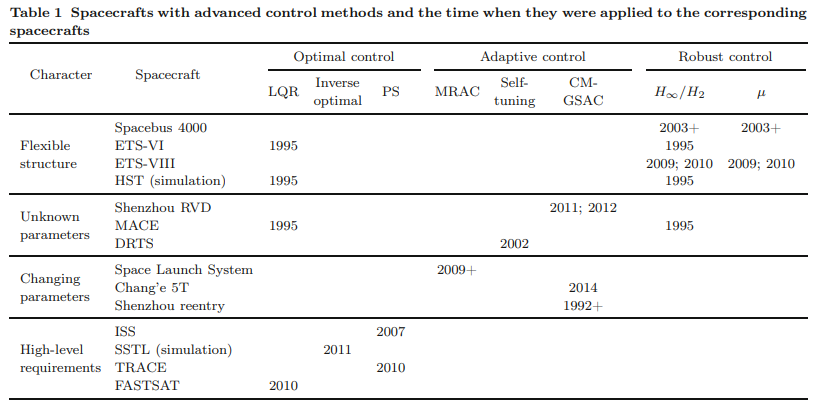 Table 1 Spacecrafts with advanced control methods and the time when they were applied to the corresponding
spacecrafts
Character Spacecraft Optimal control Adaptive control Robust control
LQR Inverse optimal PS MRAC Self-tuning CM-GSAC H∞/H2 μ
Flexible structure
Spacebus 4000 2003+ 2003+
ETS-VI 1995 1995
ETS-VIII 2009; 2010 2009; 2010
HST (simulation) 1995 1995
Unknown parameters
Shenzhou RVD 2011; 2012
MACE 1995 1995
DRTS 2002
Changing parameters
Space Launch System 2009+
Chang'e 5T 2014
Shenzhou reentry 1992+
High-level requirements
ISS 2007
SSTL (simulation) 2011
TRACE 2010
FASTSAT 2010